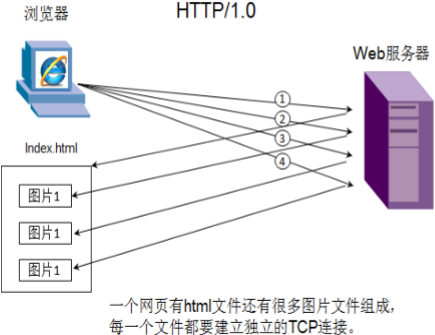 HTTP/1.0
浏览器
Web服务器
①
②
③
④
Index.html
图片1
图片1
图片1
一个网页有html文件还有很多图片文件组成，
每一个文件都要建立独立的TCP连接。